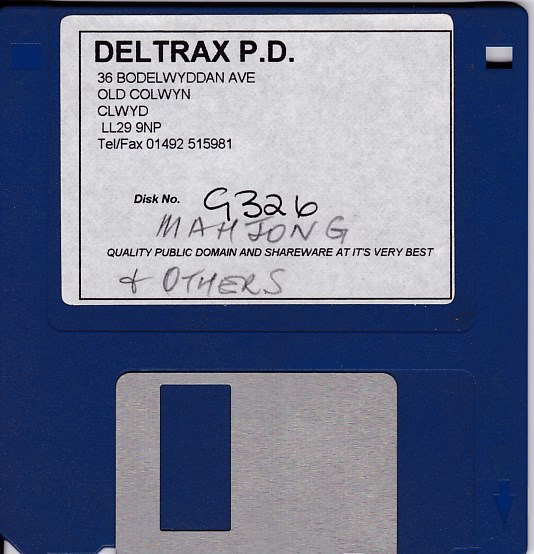 DELTRAX P.D.
36 BODELWYDDAN AVE
OLD COLWYN
CLWYD
LL29 9NP
Tel/Fax 01492 515981
Disk No. G326
MAHJONG
QUALITY PUBLIC DOMAIN AND SHAREWARE AT IT'S VERY BEST
& OTHERS